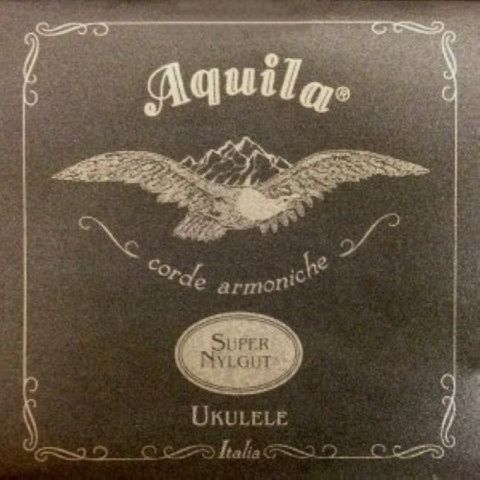 Aquila®
corde armoniche
SUPER
NYLGUT
UKULELE
Italia